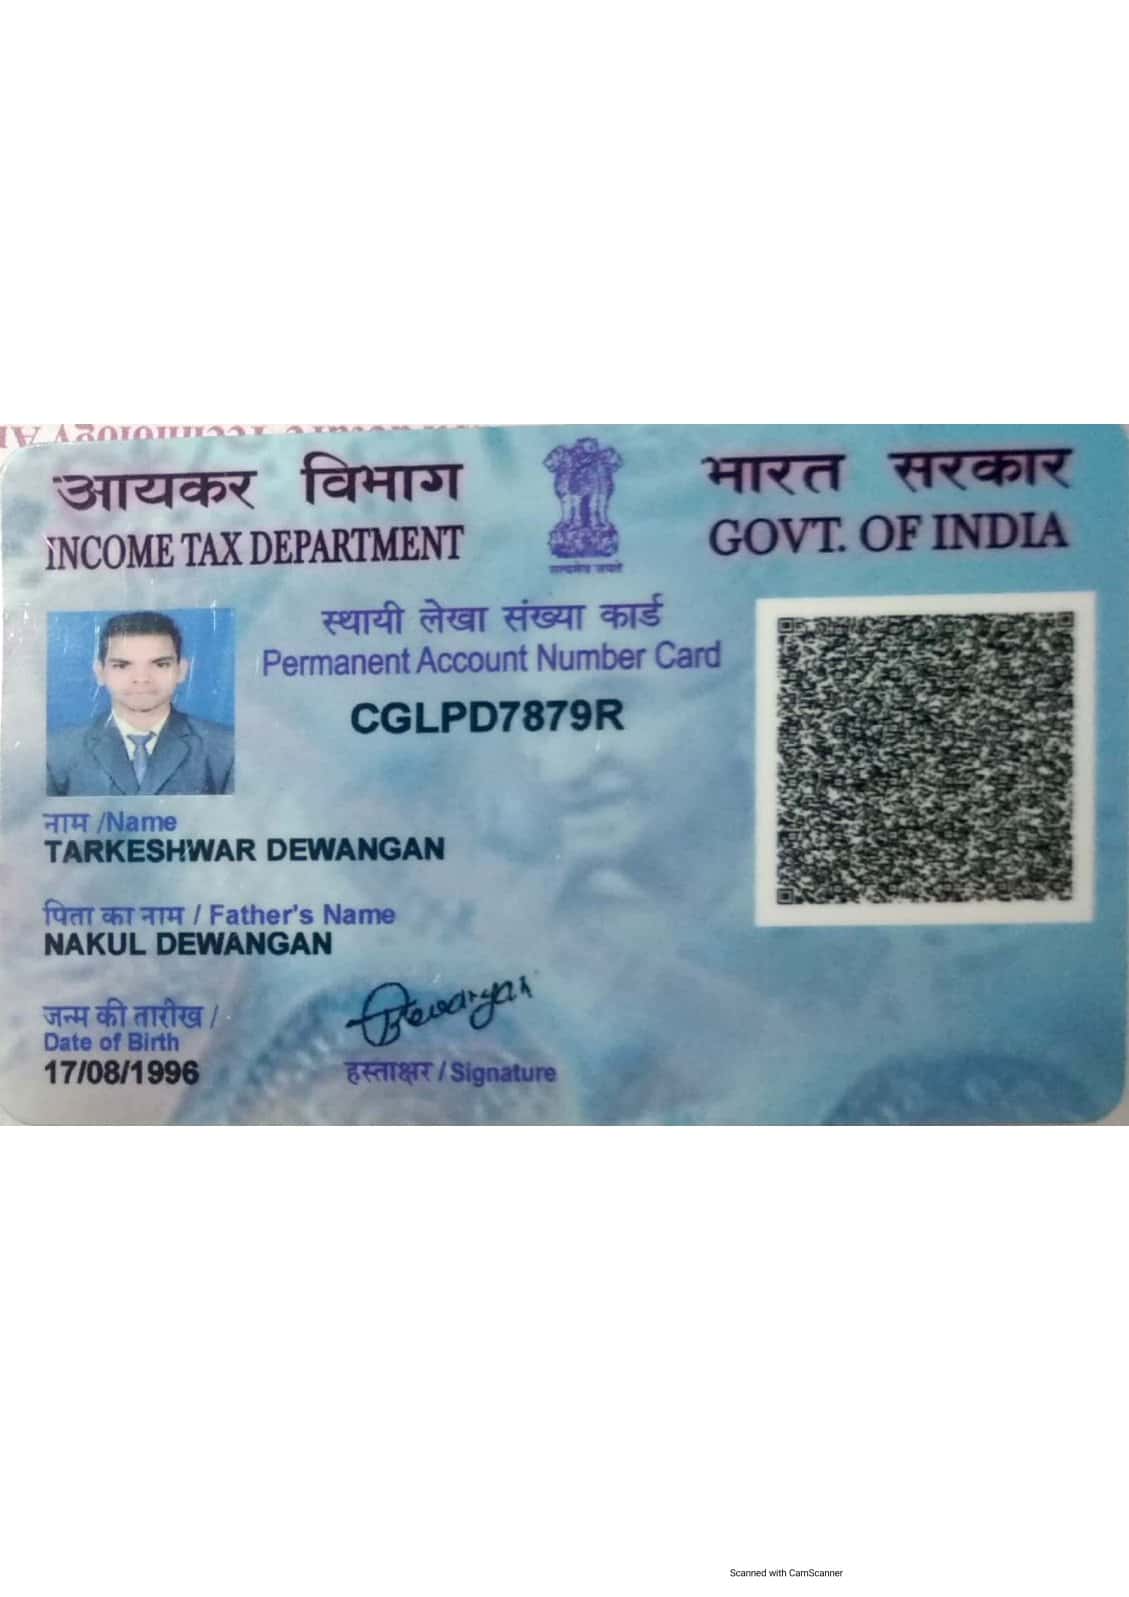 आयकर विभाग
INCOME TAX DEPARTMENT
सत्यमेव जयते
भारत सरकार
GOVT. OF INDIA
स्थायी लेखा संख्या कार्ड
Permanent Account Number Card
CGLPD7879R
नाम /Name
TARKESHWAR DEWANGAN
पिता का नाम / Father's Name
NAKUL DEWANGAN
जन्म की तारीख /
Date of Birth
17/08/1996
Dewangan
हस्ताक्षर / Signature
Scanned with CamScanner